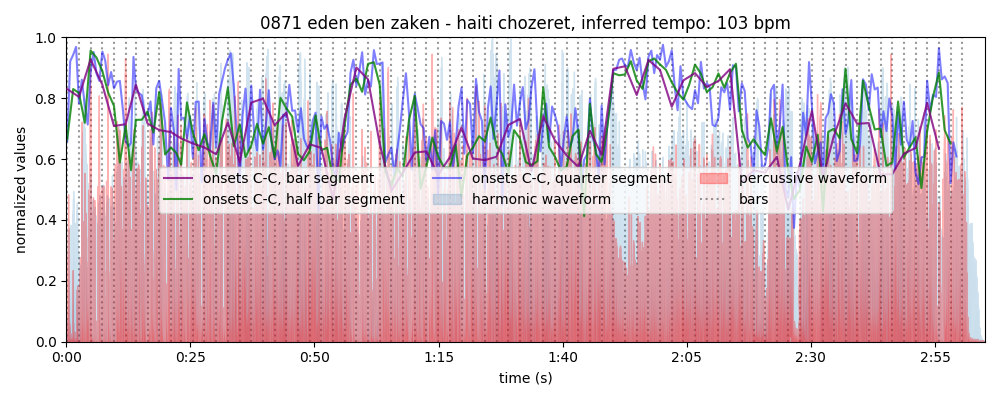 0871 eden ben zaken - haiti chozeret, inferred tempo: 103 bpm
normalized values
1.0
0.8
0.6
0.4
0.2
0.0
onsets C-C, bar segment
onsets C-C, half bar segment
onsets C-C, quarter segment
harmonic waveform
percussive waveform
bars
0:00 0:25 0:50 1:15 1:40 2:05 2:30 2:55
time (s)